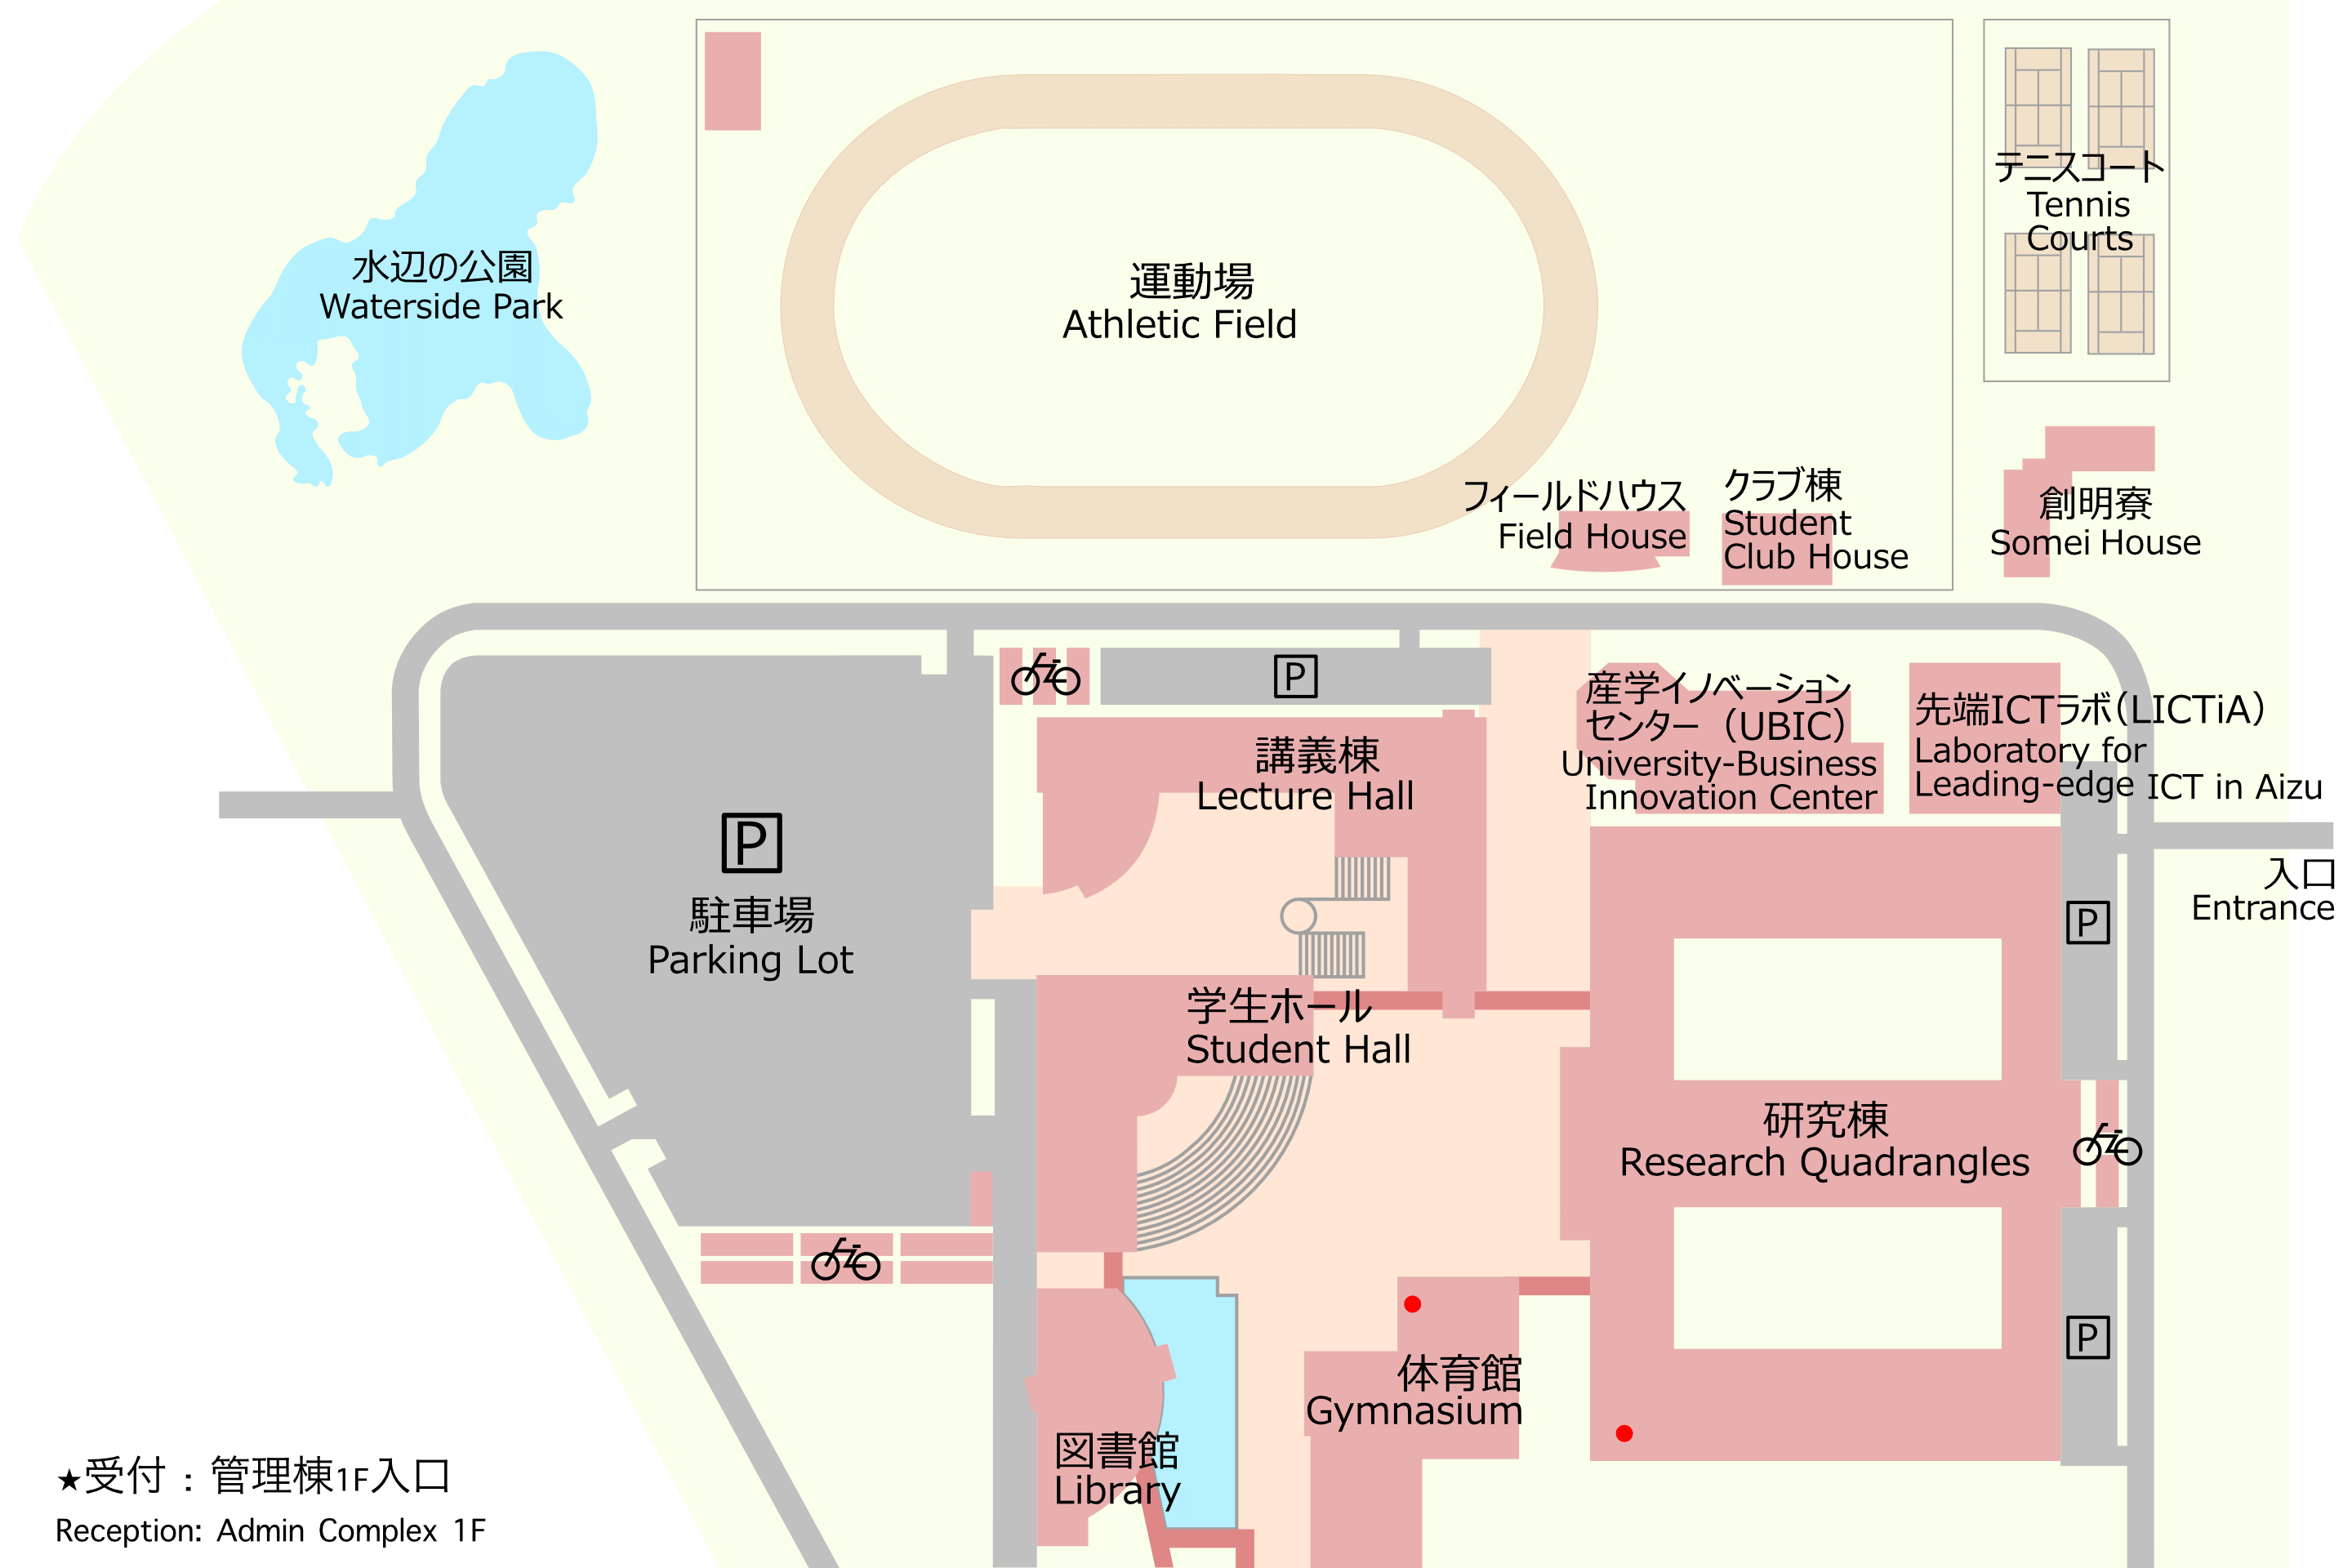 テニスコート
Tennis
Courts
水辺の公園
Waterside Park
運動場
Athletic Field
フィールドハウス
Field House
クラブ棟
Student
Club House
創明寮
Somei House
P
産学イノベーション
センター（UBIC）
University-Business
Innovation Center
先端ICTラボ(LICTiA)
Laboratory for
Leading-edge ICT in Aizu
講義棟
Lecture Hall
P
駐車場
Parking Lot
入口
Entrance
P
学生ホール
Student Hall
研究棟
Research Quadrangles
P
体育館
Gymnasium
図書館
Library
★受付：管理棟1F入口
Reception: Admin Complex 1F